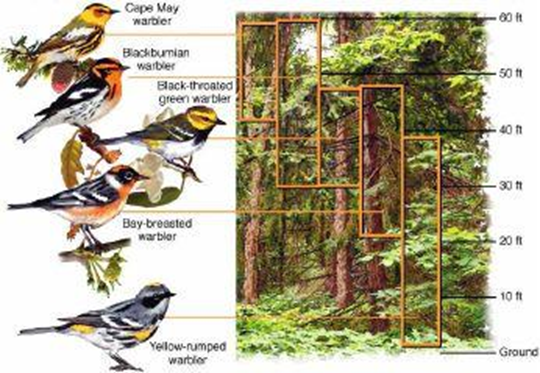 Cape May
warbler
Blackburnian
warbler
Black-throated
green warbler
Bay-breasted
warbler
Yellow-rumped
warbler
60 ft
50 ft
40 ft
30 ft
20 ft
10 ft
Ground